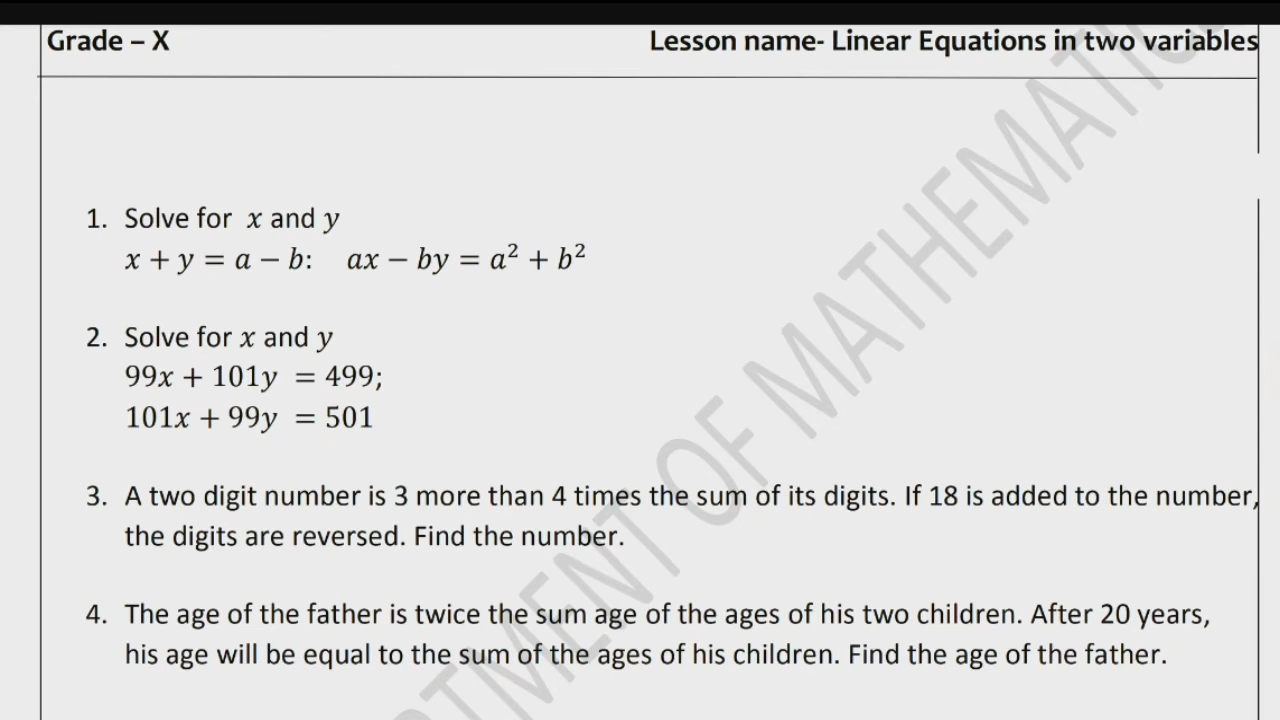 Grade – X
Lesson name- Linear Equations in two variables
1. Solve for x and y
x + y = a − b: ax − by = a² + b²
2. Solve for x and y
99x + 101y = 499;
101x + 99y = 501
3. A two digit number is 3 more than 4 times the sum of its digits. If 18 is added to the number,
the digits are reversed. Find the number.
4. The age of the father is twice the sum age of the ages of his two children. After 20 years,
his age will be equal to the sum of the ages of his children. Find the age of the father.